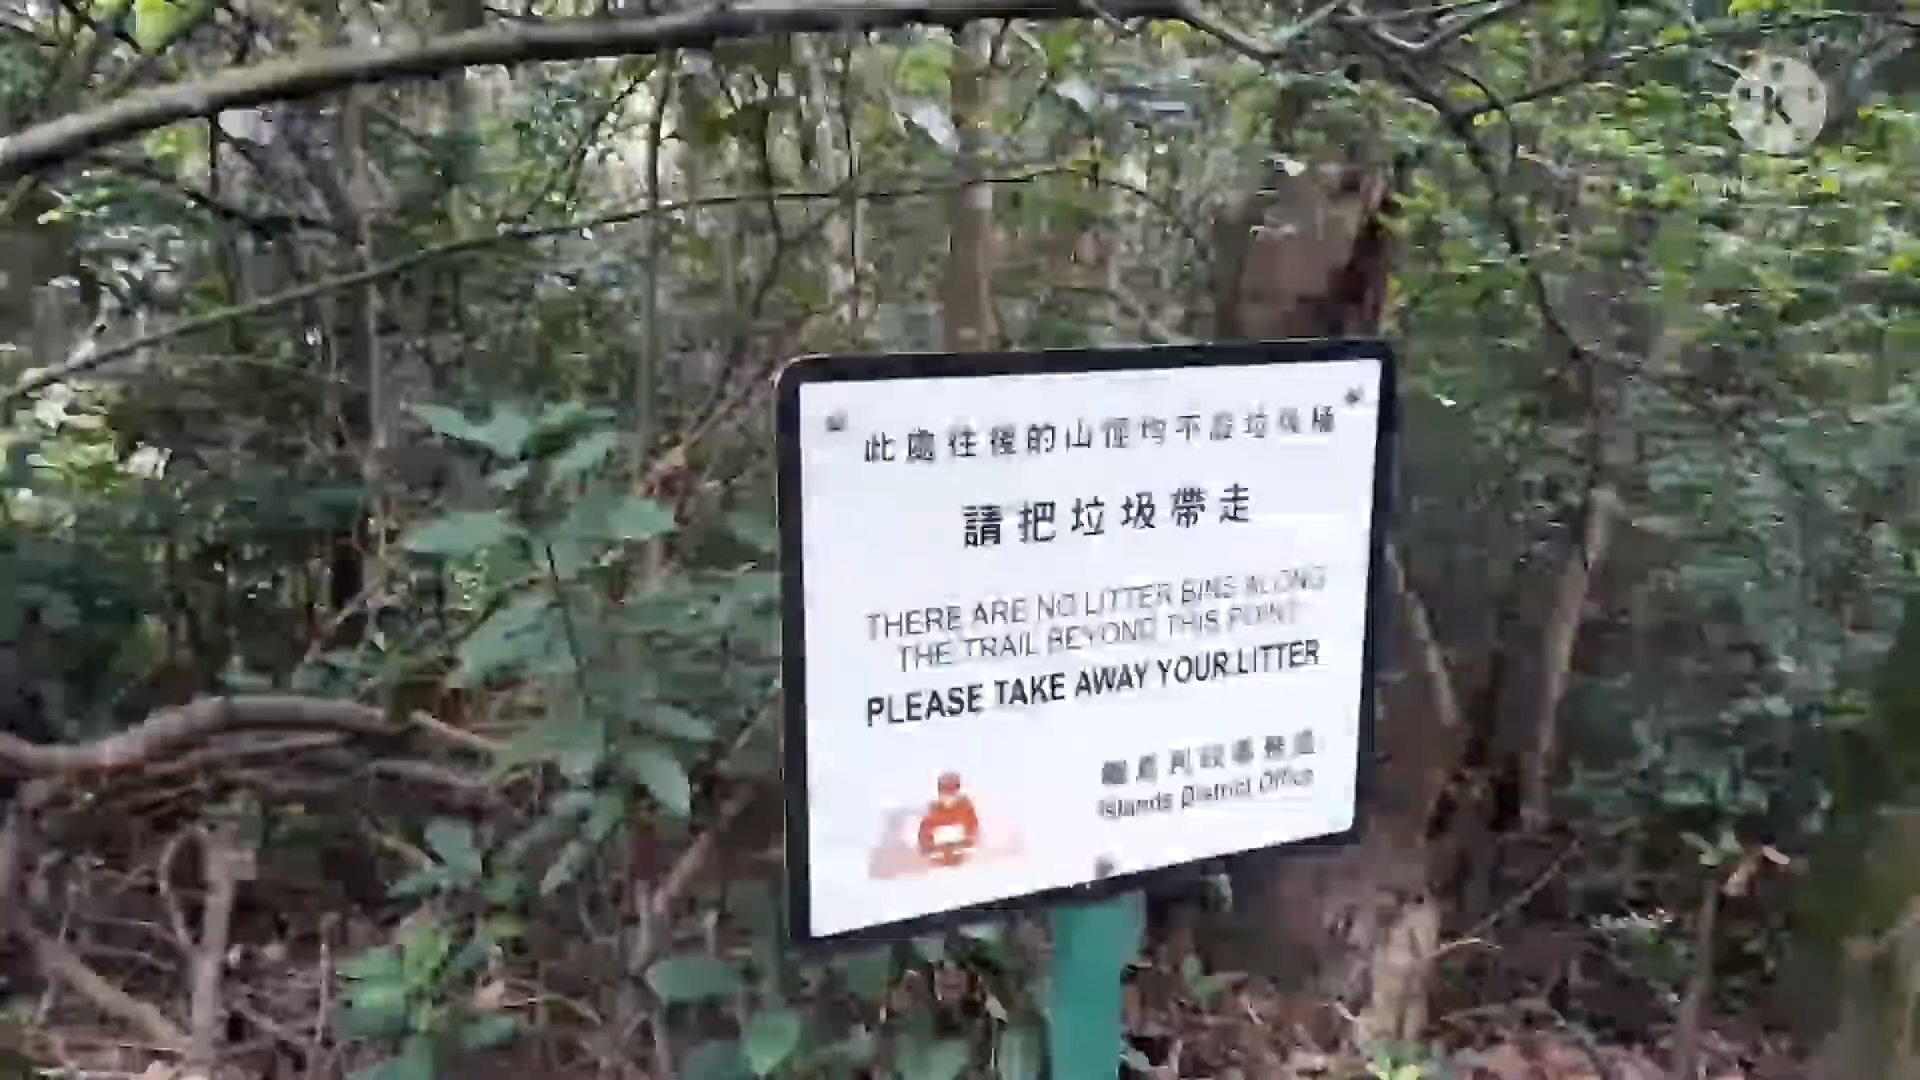 此處往後的山徑均不設垃圾桶
請把垃圾帶走
THERE ARE NO LITTER BINS ALONG
THE TRAIL BEYOND THIS POINT
PLEASE TAKE AWAY YOUR LITTER
離島民政事務處
Islands District Office
K